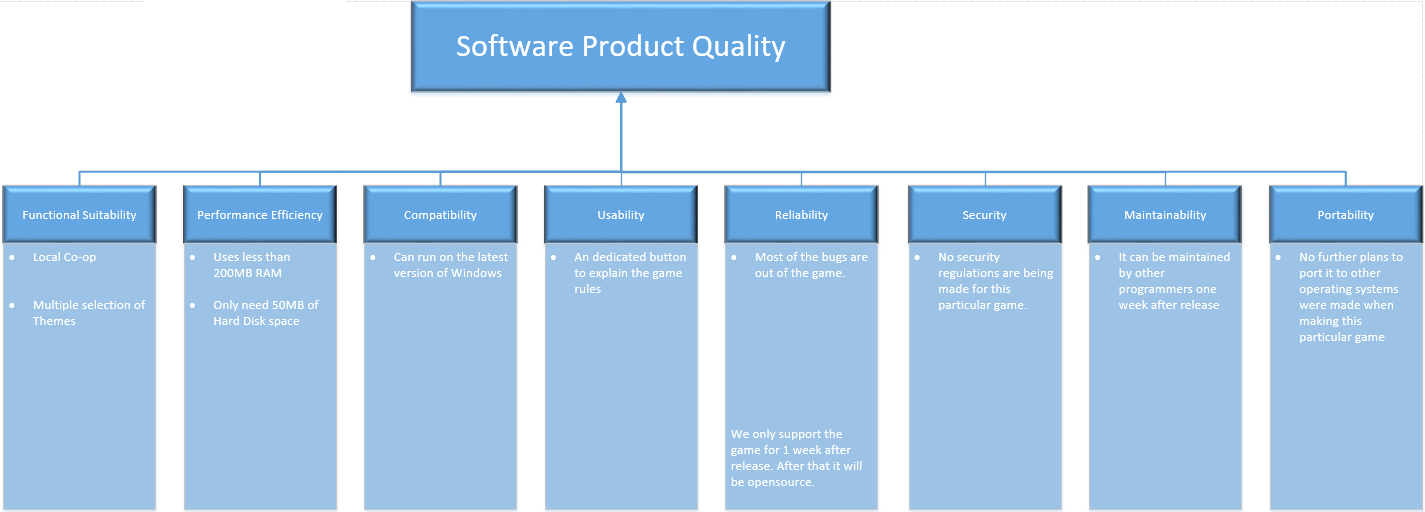 Software Product Quality
Functional Suitability
Performance Efficiency
Compatibility
Usability
Reliability
Security
Maintainability
Portability
● Local Co-op
● Multiple selection of
Themes
● Uses less than
200MB RAM
● Only need 50MB of
Hard Disk space
● Can run on the latest
version of Windows
● An dedicated button
to explain the game
rules
● Most of the bugs are
out of the game.
We only support the
game for 1 week after
release. After that it will
be opensource.
● No security
regulations are being
made for this
particular game.
● It can be maintained
by other
programmers one
week after release
● No further plans to
port it to other
operating systems
were made when
making this
particular game